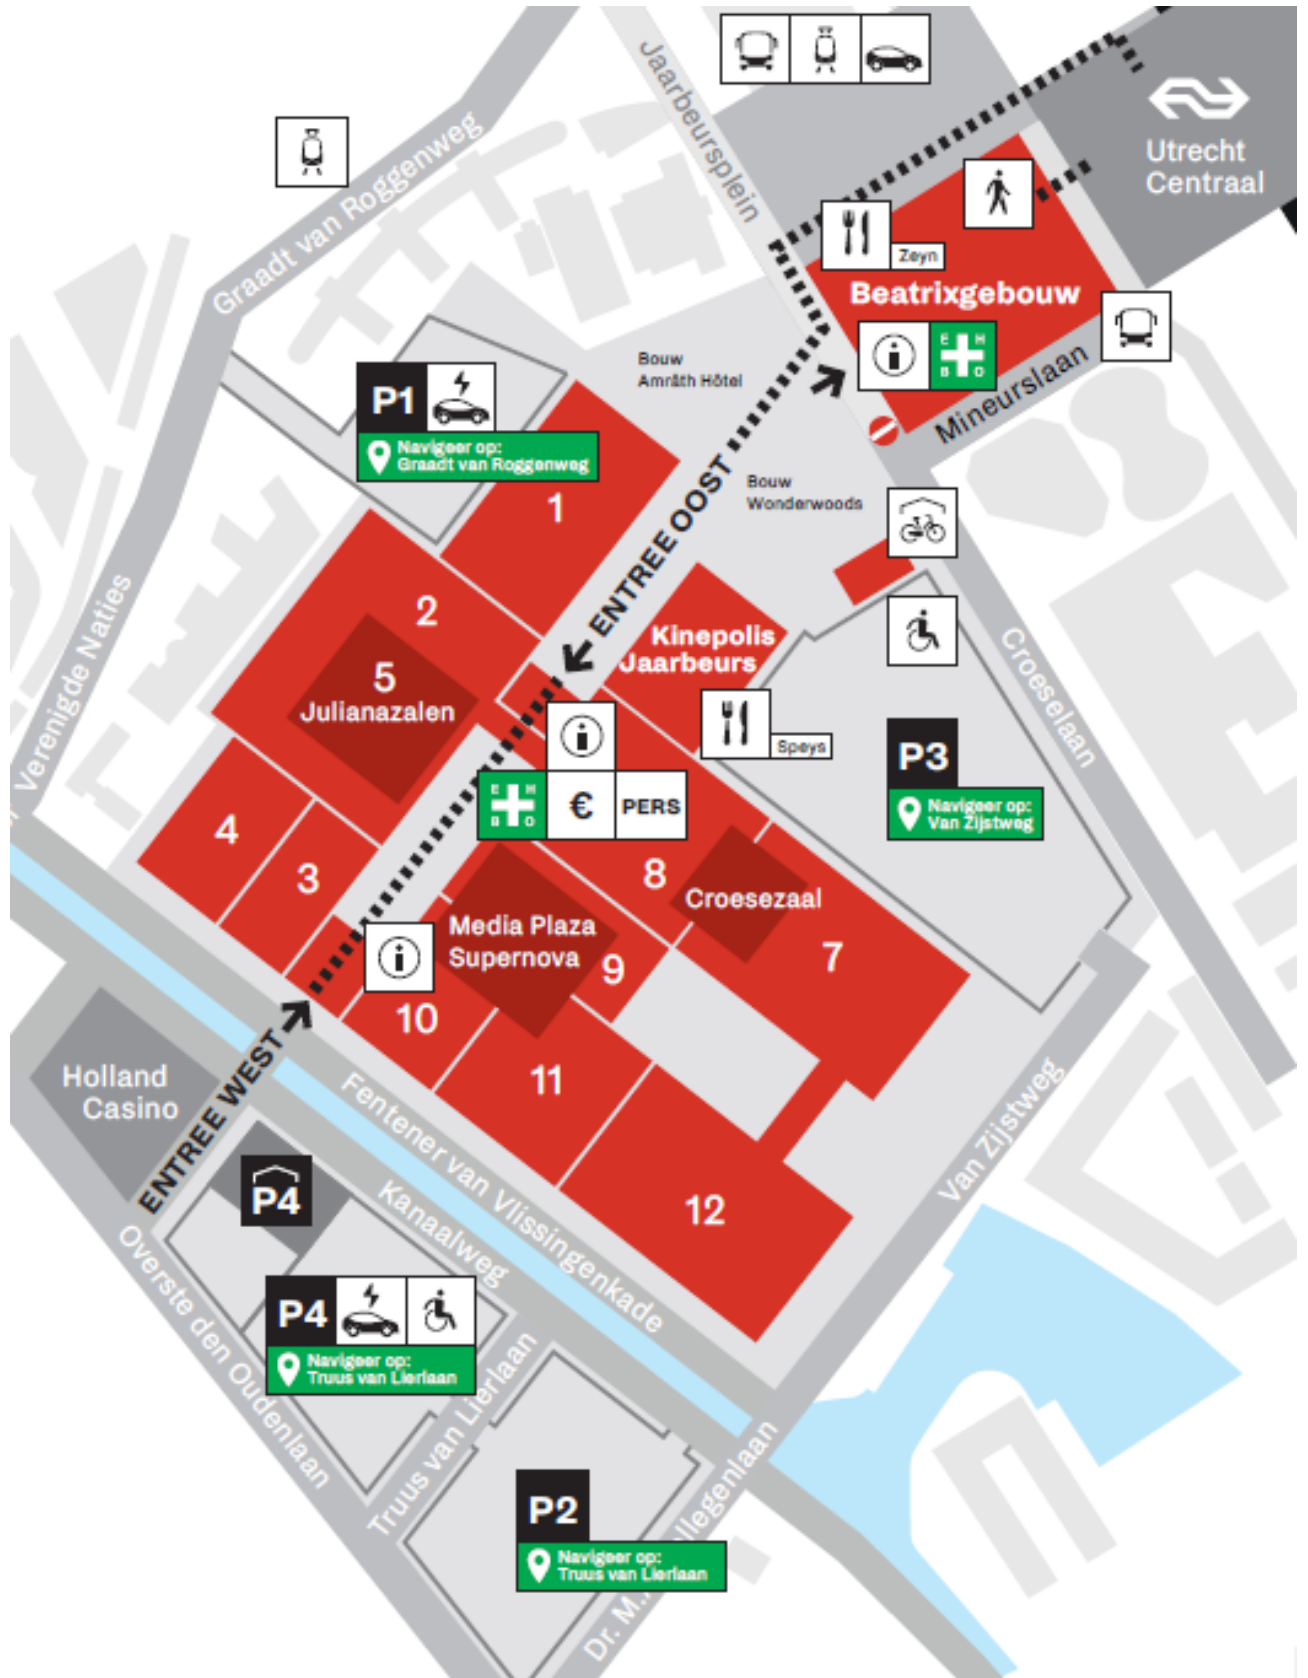 Jaarbeursplein
Utrecht
Centraal
Graadt van Roggenweg
Zeyn
Beatrixgebouw
i
E H
B O
Mineurslaan
Bouw
Amrâth Hôtel
P1
Navigeer op:
Graadt van Roggenweg
1
ENTREE OOST
Bouw
Wonderwoods
2
5
Julianazalen
Kinepolis
Jaarbeurs
Speys
Croeselaan
P3
Navigeer op:
Van Zijstweg
Verenigde Naties
i
E H
B O
€
PERS
4
3
8
Croesezaal
7
Media Plaza
Supernova
9
i
10
11
12
Holland
Casino
ENTREE WEST
Fentener van Vlissingenkade
Kanaalweg
Van Zijstweg
P4
Overste den Oudenlaan
P4
Navigeer op:
Truus van Lierlaan
Truus van Lierlaan
P2
Navigeer op:
Truus van Lierlaan
Dr. M.
llegenlaan